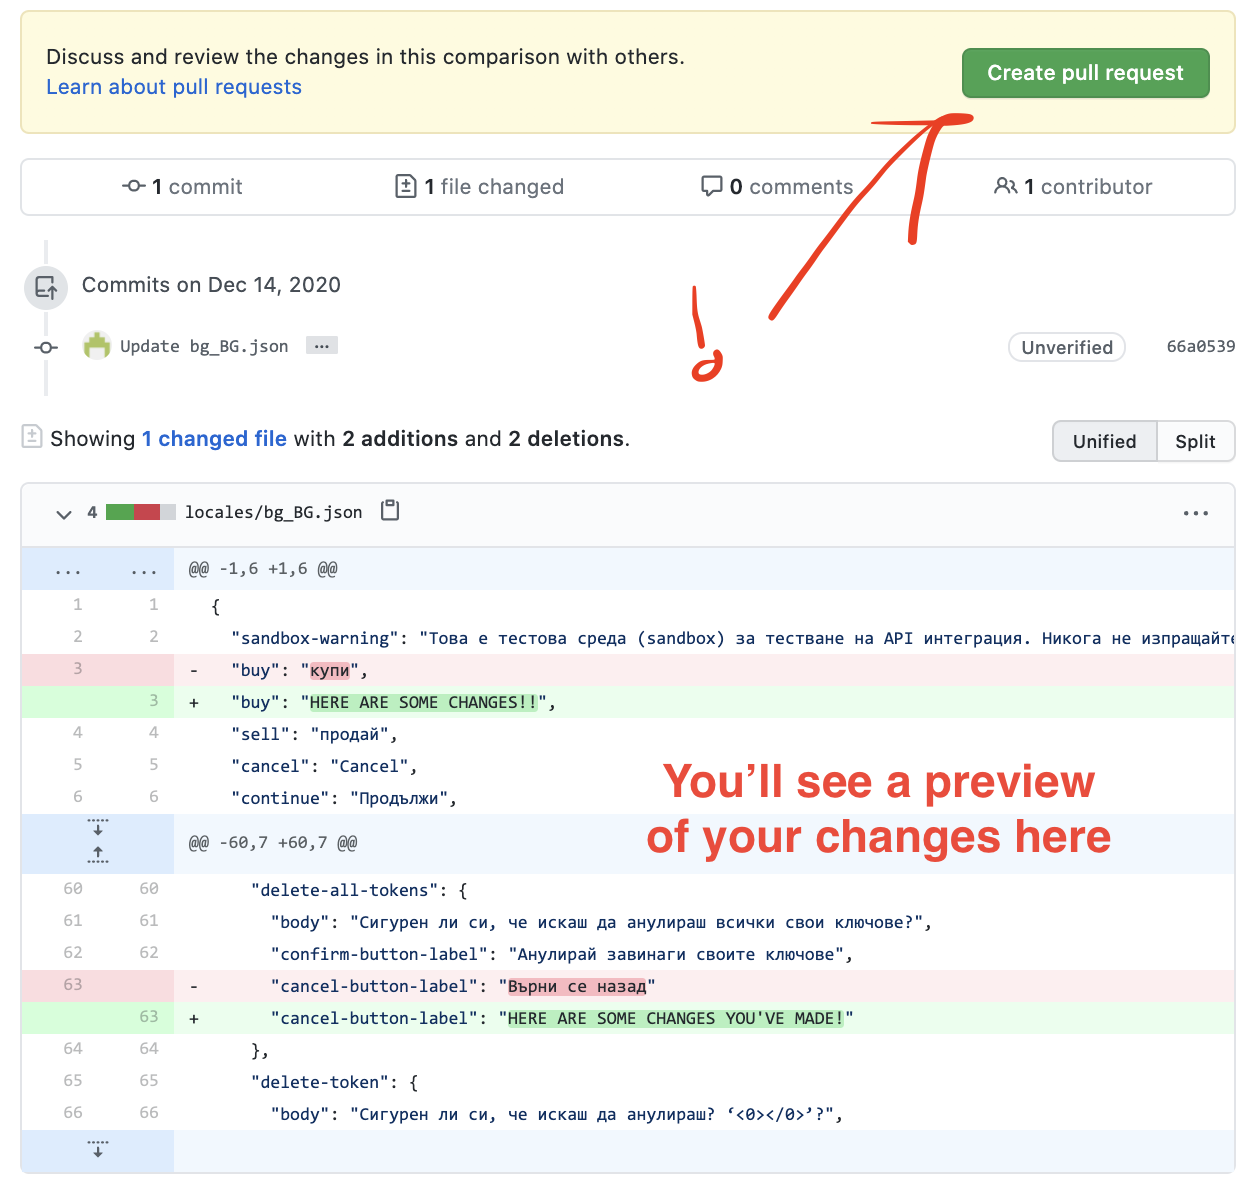 Discuss and review the changes in this comparison with others.
Create pull request
Learn about pull requests
1 commit
1 file changed
0 comments
1 contributor
Commits on Dec 14, 2020
Update bg_BG.json ...
Unverified
66a0539
Showing 1 changed file with 2 additions and 2 deletions.
Unified
Split
4 locales/bg_BG.json
...
... ... @@ -1,6 +1,6 @@
1 1 {
2 2 "sandbox-warning": "Това е тестова среда (sandbox) за тестване на API интеграция. Никога не изпращайте
3 - "buy": "купи",
3 + "buy": "HERE ARE SOME CHANGES!!",
4 4 "sell": "продай",
5 5 "cancel": "Cancel",
6 6 "continue": "Продължи",
You’ll see a preview
of your changes here
@@ -60,7 +60,7 @@
60 60 "delete-all-tokens": {
61 61 "body": "Сигурен ли си, че искаш да анулираш всички свои ключове?",
62 62 "confirm-button-label": "Анулирай завинаги своите ключове",
63 - "cancel-button-label": "Върни се назад"
63 + "cancel-button-label": "HERE ARE SOME CHANGES YOU'VE MADE!"
64 64 },
65 65 "delete-token": {
66 66 "body": "Сигурен ли си, че искаш да анулираш? ‘<0></0>’?",